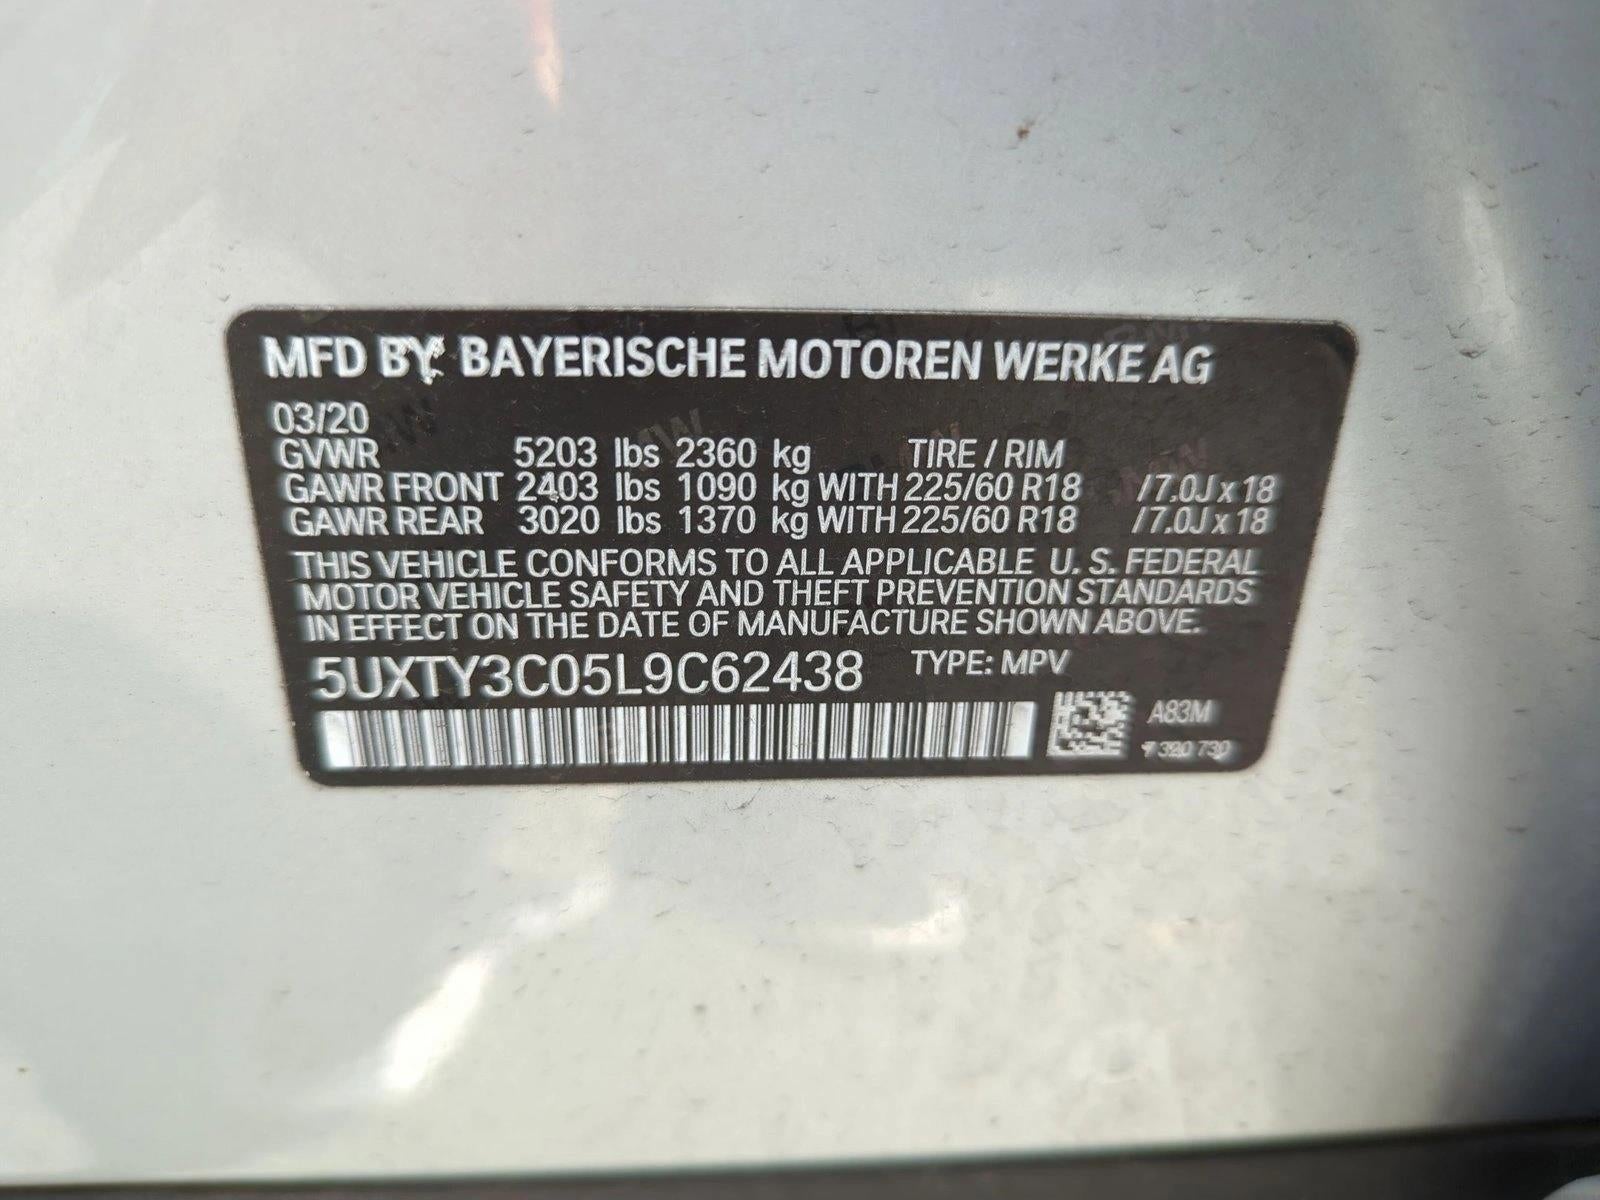 MFD BY: BAYERISCHE MOTOREN WERKE AG
03/20
GVWR 5203 lbs 2360 kg TIRE / RIM
GAWR FRONT 2403 lbs 1090 kg WITH 225/60 R18 /7.0J x 18
GAWR REAR 3020 lbs 1370 kg WITH 225/60 R18 /7.0J x 18
THIS VEHICLE CONFORMS TO ALL APPLICABLE U. S. FEDERAL
MOTOR VEHICLE SAFETY AND THEFT PREVENTION STANDARDS
IN EFFECT ON THE DATE OF MANUFACTURE SHOWN ABOVE.
5UXTY3C05L9C62438 TYPE: MPV
A83M
730